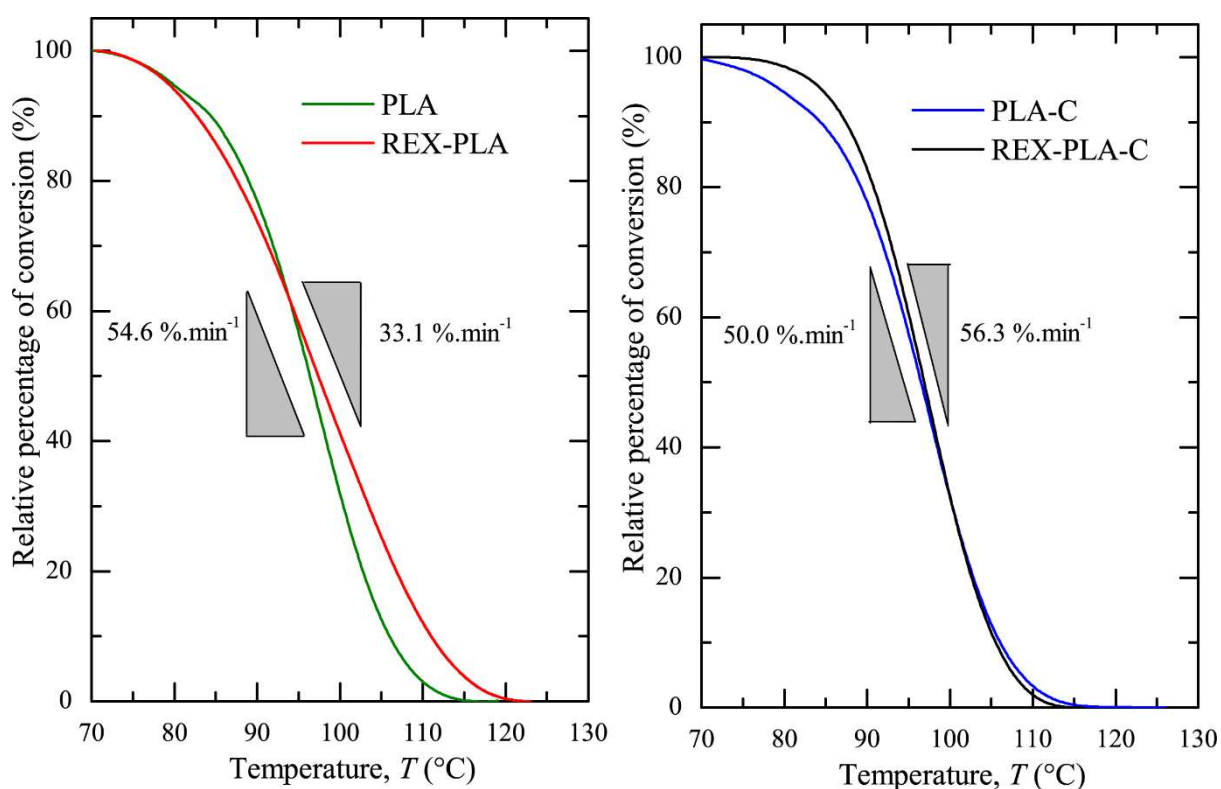 Relative percentage of conversion (%)
100
80
60
40
20
0
PLA
REX-PLA
54.6 %.min⁻¹
33.1 %.min⁻¹
70 80 90 100 110 120 130
Temperature, T (°C)
Relative percentage of conversion (%)
100
80
60
40
20
0
PLA-C
REX-PLA-C
50.0 %.min⁻¹
56.3 %.min⁻¹
70 80 90 100 110 120 130
Temperature, T (°C)